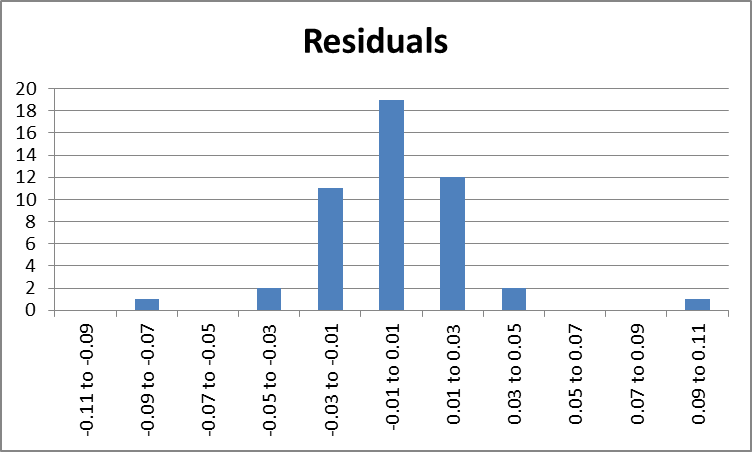 Residuals
20
18
16
14
12
10
8
6
4
2
0
-0.11 to -0.09
-0.09 to -0.07
-0.07 to -0.05
-0.05 to -0.03
-0.03 to -0.01
-0.01 to 0.01
0.01 to 0.03
0.03 to 0.05
0.05 to 0.07
0.07 to 0.09
0.09 to 0.11